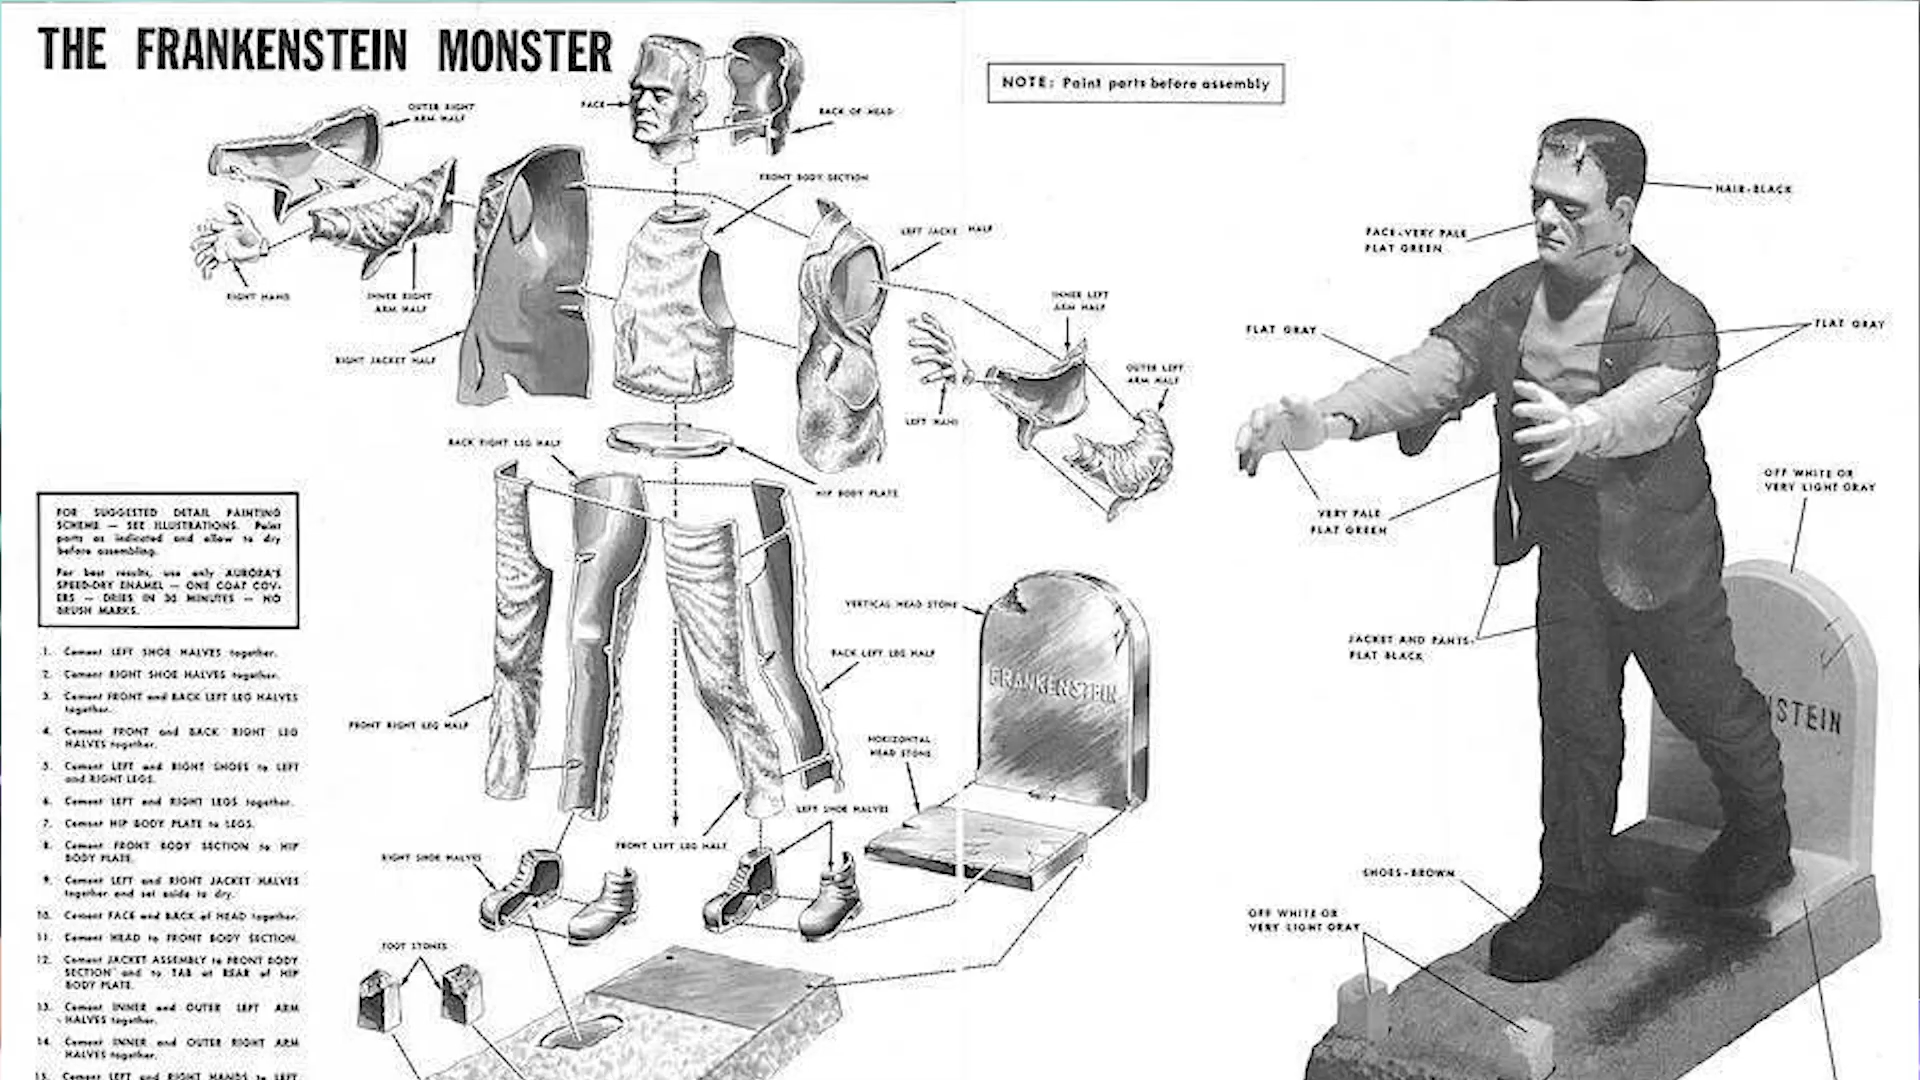 THE FRANKENSTEIN MONSTER
NOTE: Paint parts before assembly
OUTER RIGHT
ARM HALF
FACE
BACK OF HEAD
FRONT BODY SECTION
RIGHT HAND
INNER RIGHT
ARM HALF
RIGHT JACKET HALF
LEFT JACKE HALF
INNER LEFT
ARM HALF
OUTER LEFT
ARM HALF
LEFT HAND
BACK RIGHT LEG HALF
HIP BODY PLATE
FOR SUGGESTED DETAIL PAINTING
SCHEME — SEE ILLUSTRATIONS. Paint
parts as indicated and allow to dry
before assembling.
For best results, use only AURORA'S
SPEED-DRY ENAMEL — ONE COAT COV-
ERS — DRIES IN 30 MINUTES — NO
BRUSH MARKS.
1. Cement LEFT SHOE HALVES together.
2. Cement RIGHT SHOE HALVES together.
3. Cement FRONT and BACK LEFT LEG HALVES
together.
4. Cement FRONT and BACK RIGHT LEG
HALVES together.
5. Cement LEFT and RIGHT SHOES to LEFT
and RIGHT LEGS.
6. Cement LEFT and RIGHT LEGS together.
7. Cement HIP BODY PLATE to LEGS.
8. Cement FRONT BODY SECTION to HIP
BODY PLATE.
9. Cement LEFT and RIGHT JACKET HALVES
together and set aside to dry.
10. Cement FACE and BACK of HEAD together.
11. Cement HEAD to FRONT BODY SECTION.
12. Cement JACKET ASSEMBLY to FRONT BODY
SECTION and to TAB at REAR of HIP
BODY PLATE.
13. Cement INNER and OUTER LEFT ARM
HALVES together.
14. Cement INNER and OUTER RIGHT ARM
HALVES together.
15. Cement LEFT and RIGHT HANDS to LEFT
VERTICAL HEAD STONE
FRANKENSTEIN
BACK LEFT LEG HALF
FRONT RIGHT LEG HALF
HORIZONTAL
HEAD STONE
LEFT SHOE HALVES
FRONT LEFT LEG HALF
RIGHT SHOE HALVES
FOOT STONES
HAIR-BLACK
FACE-VERY PALE
FLAT GREEN
FLAT GRAY
FLAT GRAY
OFF WHITE OR
VERY LIGHT GRAY
VERY PALE
FLAT GREEN
JACKET AND PANTS-
FLAT BLACK
NSTEIN
SHOES-BROWN
OFF WHITE OR
VERY LIGHT GRAY